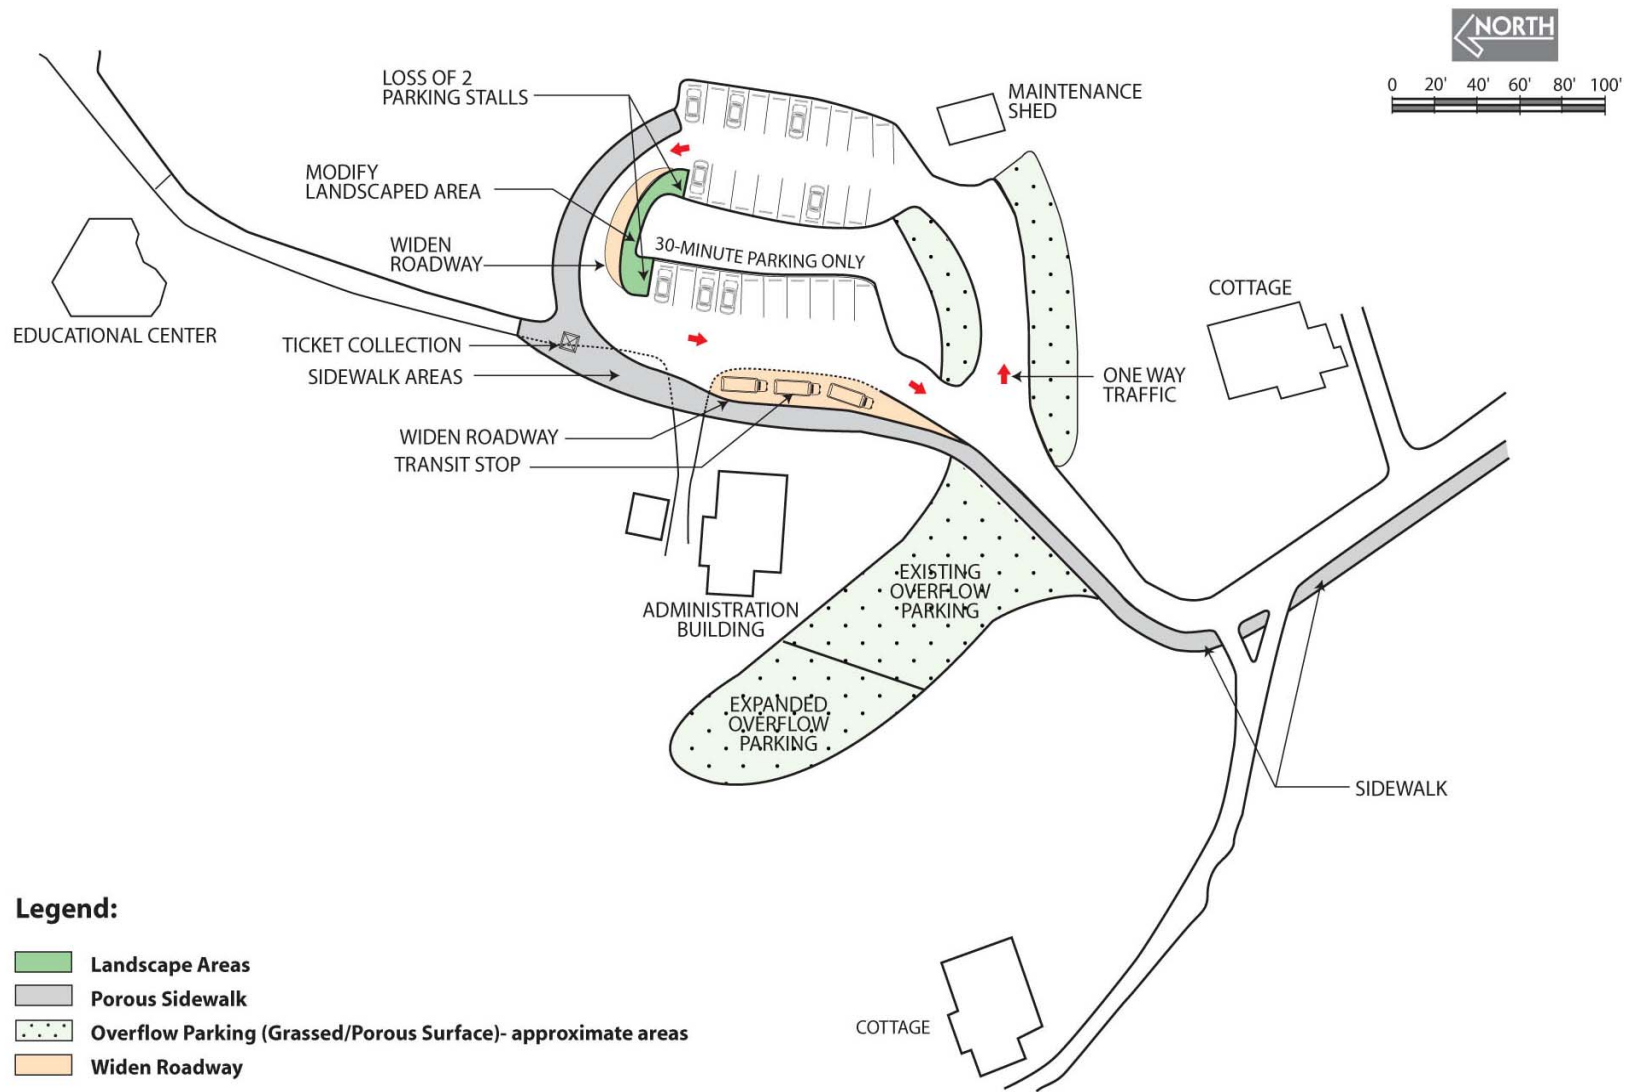 NORTH
0 20' 40' 60' 80' 100'
LOSS OF 2
PARKING STALLS
MAINTENANCE
SHED
MODIFY
LANDSCAPED AREA
WIDEN
ROADWAY
30-MINUTE PARKING ONLY
COTTAGE
EDUCATIONAL CENTER
TICKET COLLECTION
SIDEWALK AREAS
ONE WAY
TRAFFIC
WIDEN ROADWAY
TRANSIT STOP
EXISTING
OVERFLOW
PARKING
ADMINISTRATION
BUILDING
EXPANDED
OVERFLOW
PARKING
SIDEWALK
COTTAGE
Legend:
Landscape Areas
Porous Sidewalk
Overflow Parking (Grassed/Porous Surface)- approximate areas
Widen Roadway